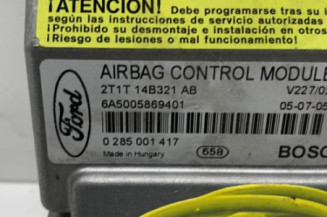 ¡ATENCIÓN! Debe programarse tras su i
según las instrucciones de servicio autorizadas
¡Prohibido su desmontaje e instalación en otros
¡Riesgo de lesiones o mal funcionamiento!
AIRBAG CONTROL MODULE
2T1T 14B321 AB V227/02
6A5005869401 05-07-05
Ford
0 285 001 417
Made in Hungary 658 BOSC